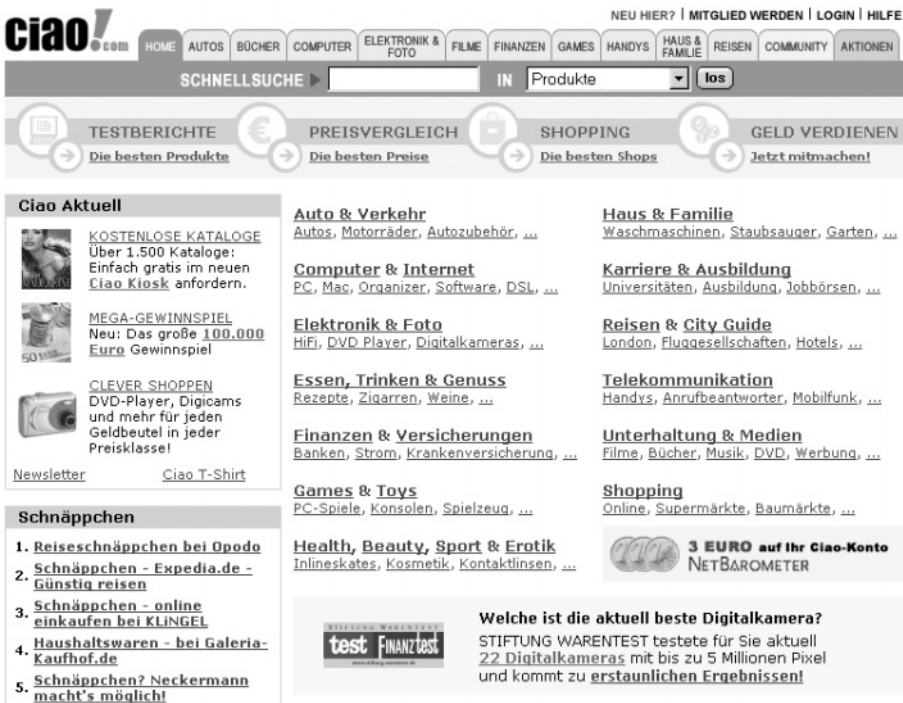 NEU HIER? | MITGLIED WERDEN | LOGIN | HILFE
ciao!.com
HOME AUTOS BÜCHER COMPUTER ELEKTRONIK & FOTO FILME FINANZEN GAMES HANDYS HAUS & FAMILIE REISEN COMMUNITY AKTIONEN
SCHNELLSUCHE IN Produkte los
TESTBERICHTE PREISVERGLEICH SHOPPING GELD VERDIENEN
Die besten Produkte Die besten Preise Die besten Shops Jetzt mitmachen!
Ciao Aktuell
KOSTENLOSE KATALOGE
Über 1.500 Kataloge:
Einfach gratis im neuen
Ciao Kiosk anfordern.
MEGA-GEWINNSPIEL
Neu: Das große 100.000
Euro Gewinnspiel
50 EURO
CLEVER SHOPPEN
DVD-Player, Digicams
und mehr für jeden
Geldbeutel in jeder
Preisklasse!
Newsletter Ciao T-Shirt
Schnäppchen
1. Reiseschnäppchen bei Opodo
2. Schnäppchen - Expedia.de -
Günstig reisen
3. Schnäppchen - online
einkaufen bei KLiNGEL
4. Haushaltswaren - bei Galeria-
Kaufhof.de
5. Schnäppchen? Neckermann
macht's möglich!
Auto & Verkehr
Autos, Motorräder, Autozubehör, ...
Computer & Internet
PC, Mac, Organizer, Software, DSL, ...
Elektronik & Foto
HiFi, DVD Player, Digitalkameras, ...
Essen, Trinken & Genuss
Rezepte, Zigarren, Weine, ...
Finanzen & Versicherungen
Banken, Strom, Krankenversicherung, ...
Games & Toys
PC-Spiele, Konsolen, Spielzeug, ...
Health, Beauty, Sport & Erotik
Inlineskates, Kosmetik, Kontaktlinsen, ...
Haus & Familie
Waschmaschinen, Staubsauger, Garten, ...
Karriere & Ausbildung
Universitäten, Ausbildung, Jobbörsen, ...
Reisen & City Guide
London, Fluggesellschaften, Hotels, ...
Telekommunikation
Handys, Anrufbeantworter, Mobilfunk, ...
Unterhaltung & Medien
Filme, Bücher, Musik, DVD, Werbung, ...
Shopping
Online, Supermärkte, Baumärkte, ...
3 EURO auf Ihr Ciao-Konto
NETBAROMETER
STIFTUNG WARENTEST
test FINANZtest
www.stiftung-warentest.de
Welche ist die aktuell beste Digitalkamera?
STIFTUNG WARENTEST testete für Sie aktuell
22 Digitalkameras mit bis zu 5 Millionen Pixel
und kommt zu erstaunlichen Ergebnissen!